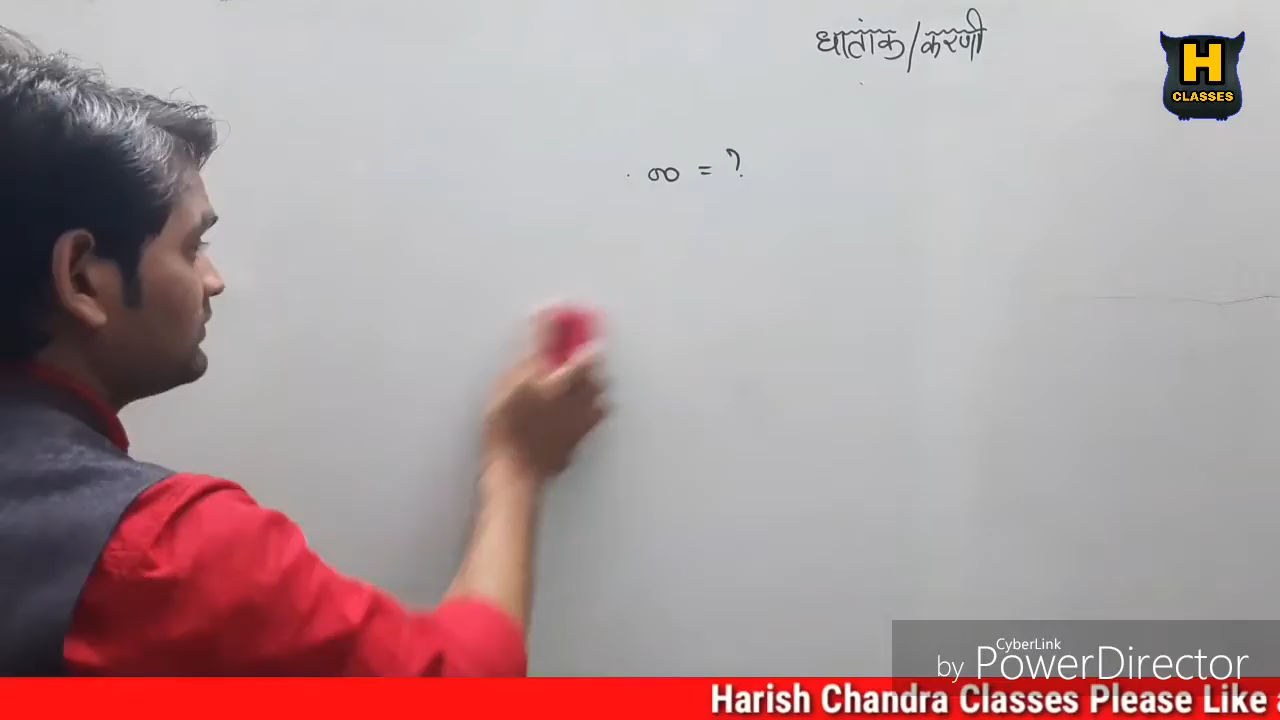 घातांक/करणी
H
CLASSES
∞ = ?
CyberLink
by PowerDirector
Harish Chandra Classes Please Like